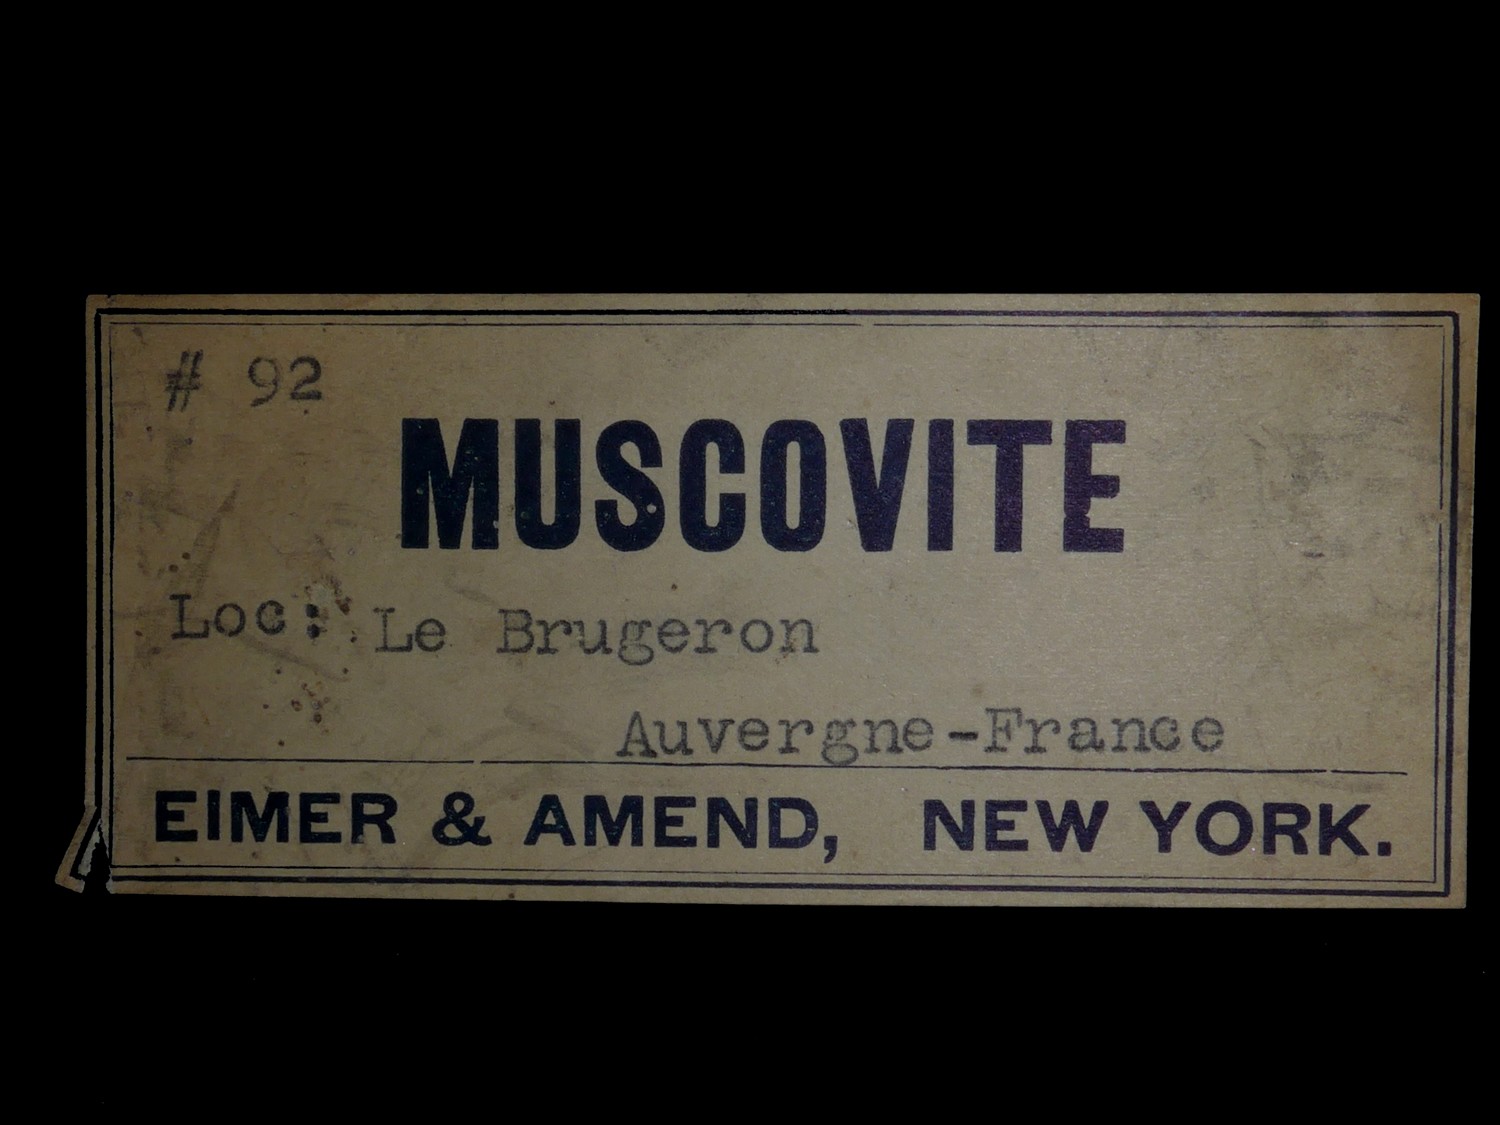 # 92
MUSCOVITE
Loc: Le Brugeron
Auvergne-France
EIMER & AMEND, NEW YORK.